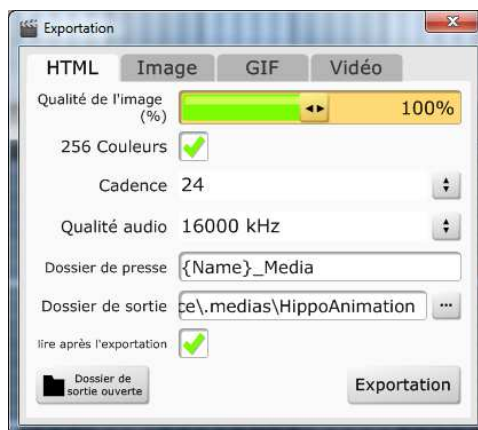 Exportation
HTML Image GIF Vidéo
Qualité de l'image
(%)
100%
256 Couleurs
Cadence 24
Qualité audio 16000 kHz
Dossier de presse {Name}_Media
Dossier de sortie ce\.medias\HippoAnimation ...
lire après l'exportation
Dossier de
sortie ouverte
Exportation